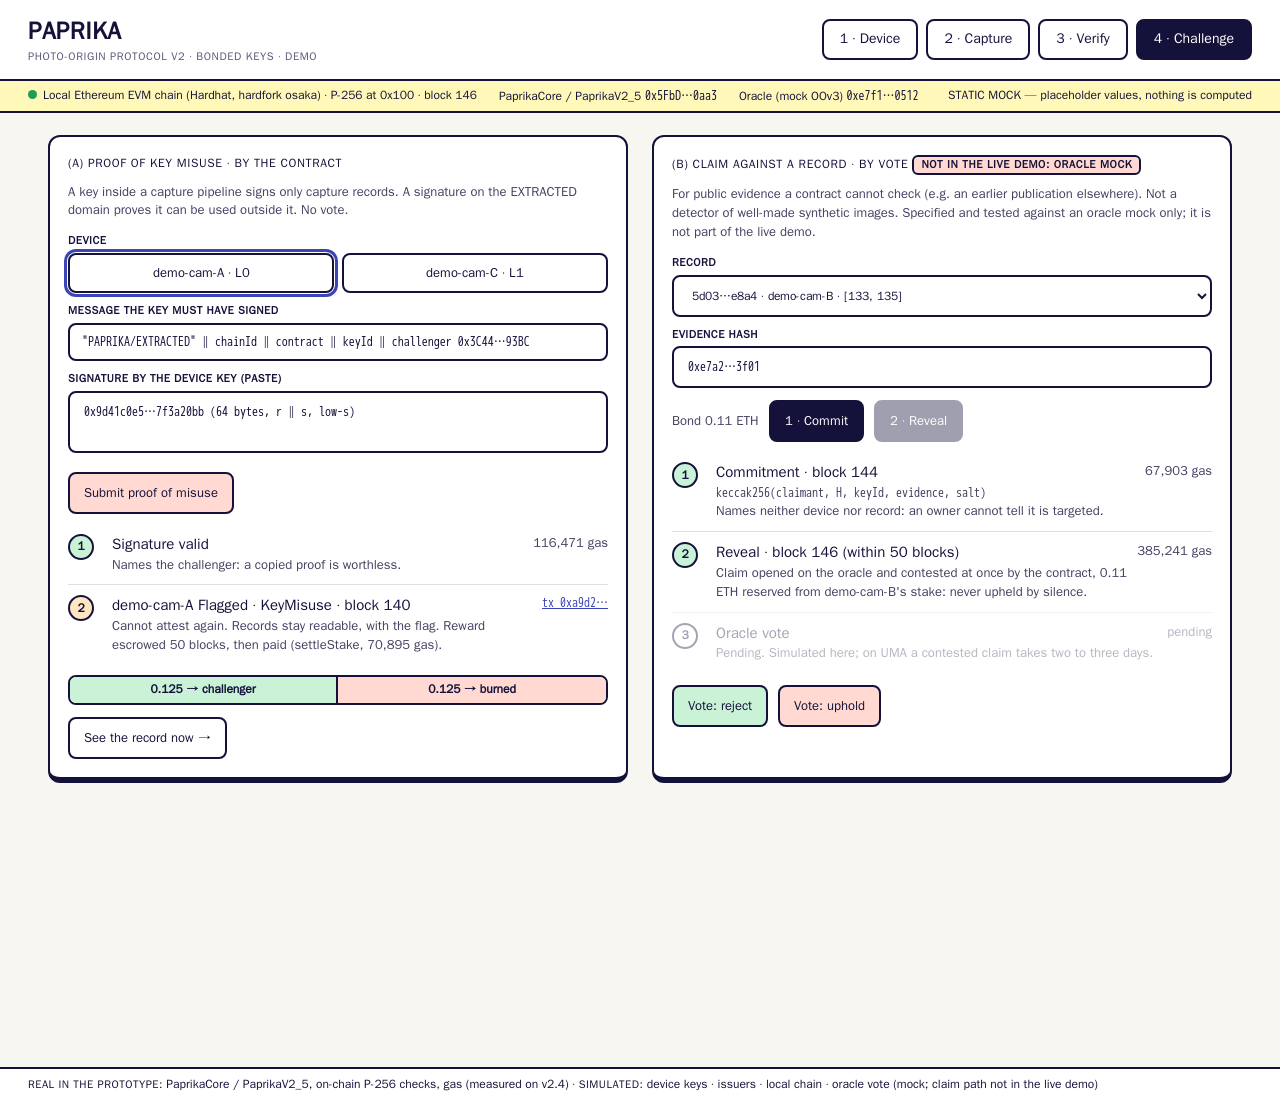 PAPRIKA
PHOTO-ORIGIN PROTOCOL V2 · BONDED KEYS · DEMO
1 · Device
2 · Capture
3 · Verify
4 · Challenge
Local Ethereum EVM chain (Hardhat, hardfork osaka) · P-256 at 0x100 · block 146
PaprikaCore / PaprikaV2_5 0x5FbD···0aa3
Oracle (mock OOv3) 0xe7f1···0512
STATIC MOCK — placeholder values, nothing is computed
(A) PROOF OF KEY MISUSE · BY THE CONTRACT
A key inside a capture pipeline signs only capture records. A signature on the EXTRACTED
domain proves it can be used outside it. No vote.
DEVICE
demo-cam-A · L0
demo-cam-C · L1
MESSAGE THE KEY MUST HAVE SIGNED
"PAPRIKA/EXTRACTED" ‖ chainId ‖ contract ‖ keyId ‖ challenger 0x3C44···93BC
SIGNATURE BY THE DEVICE KEY (PASTE)
0x9d41c0e5···7f3a20bb (64 bytes, r ‖ s, low-s)
Submit proof of misuse
1
Signature valid
116,471 gas
Names the challenger: a copied proof is worthless.
2
demo-cam-A Flagged · KeyMisuse · block 140
tx 0xa9d2···
Cannot attest again. Records stay readable, with the flag. Reward
escrowed 50 blocks, then paid (settleStake, 70,895 gas).
0.125 → challenger
0.125 → burned
See the record now →
(B) CLAIM AGAINST A RECORD · BY VOTE
NOT IN THE LIVE DEMO: ORACLE MOCK
For public evidence a contract cannot check (e.g. an earlier publication elsewhere). Not a
detector of well-made synthetic images. Specified and tested against an oracle mock only; it is
not part of the live demo.
RECORD
5d03···e8a4 · demo-cam-B · [133, 135]
EVIDENCE HASH
0xe7a2···3f01
Bond 0.11 ETH
1 · Commit
2 · Reveal
1
Commitment · block 144
67,903 gas
keccak256(claimant, H, keyId, evidence, salt)
Names neither device nor record: an owner cannot tell it is targeted.
2
Reveal · block 146 (within 50 blocks)
385,241 gas
Claim opened on the oracle and contested at once by the contract, 0.11
ETH reserved from demo-cam-B's stake: never upheld by silence.
3
Oracle vote
pending
Pending. Simulated here; on UMA a contested claim takes two to three days.
Vote: reject
Vote: uphold
REAL IN THE PROTOTYPE: PaprikaCore / PaprikaV2_5, on-chain P-256 checks, gas (measured on v2.4) · SIMULATED: device keys · issuers · local chain · oracle vote (mock; claim path not in the live demo)